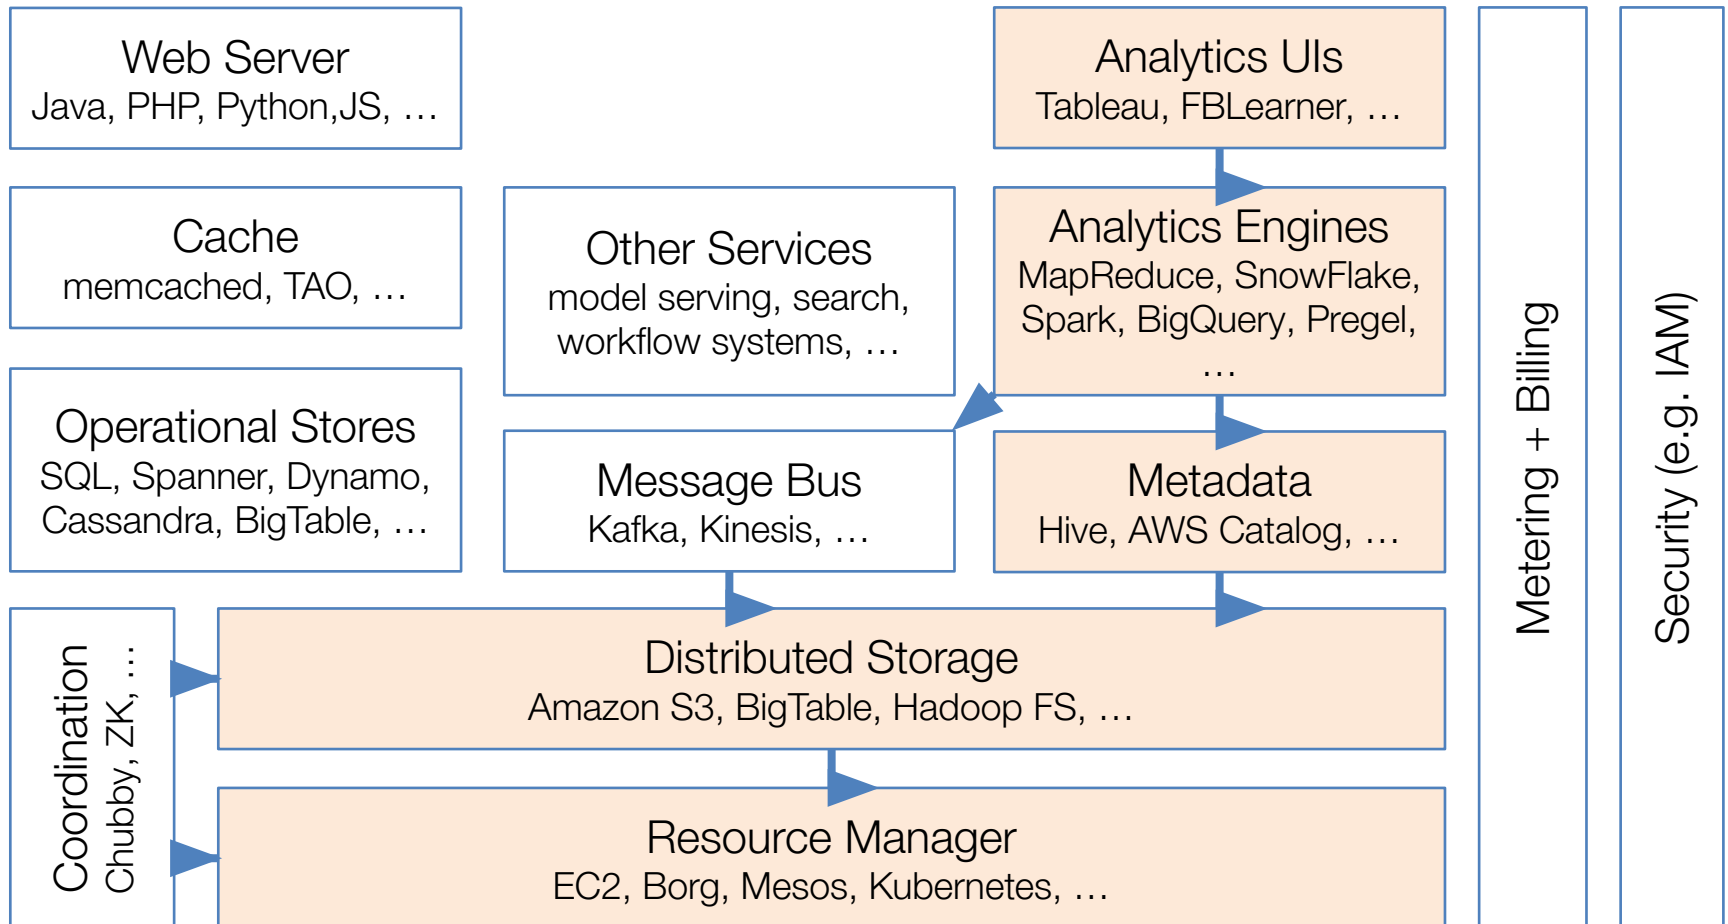 Web Server
Java, PHP, Python,JS, …
Cache
memcached, TAO, …
Operational Stores
SQL, Spanner, Dynamo,
Cassandra, BigTable, …
Other Services
model serving, search,
workflow systems, …
Message Bus
Kafka, Kinesis, …
Analytics UIs
Tableau, FBLearner, …
Analytics Engines
MapReduce, SnowFlake,
Spark, BigQuery, Pregel,
…
Metadata
Hive, AWS Catalog, …
Coordination
Chubby, ZK, …
Distributed Storage
Amazon S3, BigTable, Hadoop FS, …
Resource Manager
EC2, Borg, Mesos, Kubernetes, …
Metering + Billing
Security (e.g. IAM)